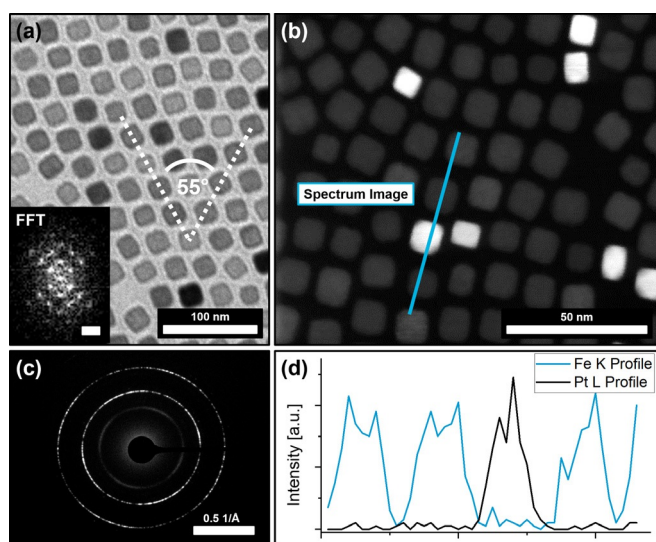 (a)
55°
FFT
100 nm
(b)
Spectrum Image
50 nm
(c)
0.5 1/Å
(d)
Fe K Profile
Pt L Profile
Intensity [a.u.]